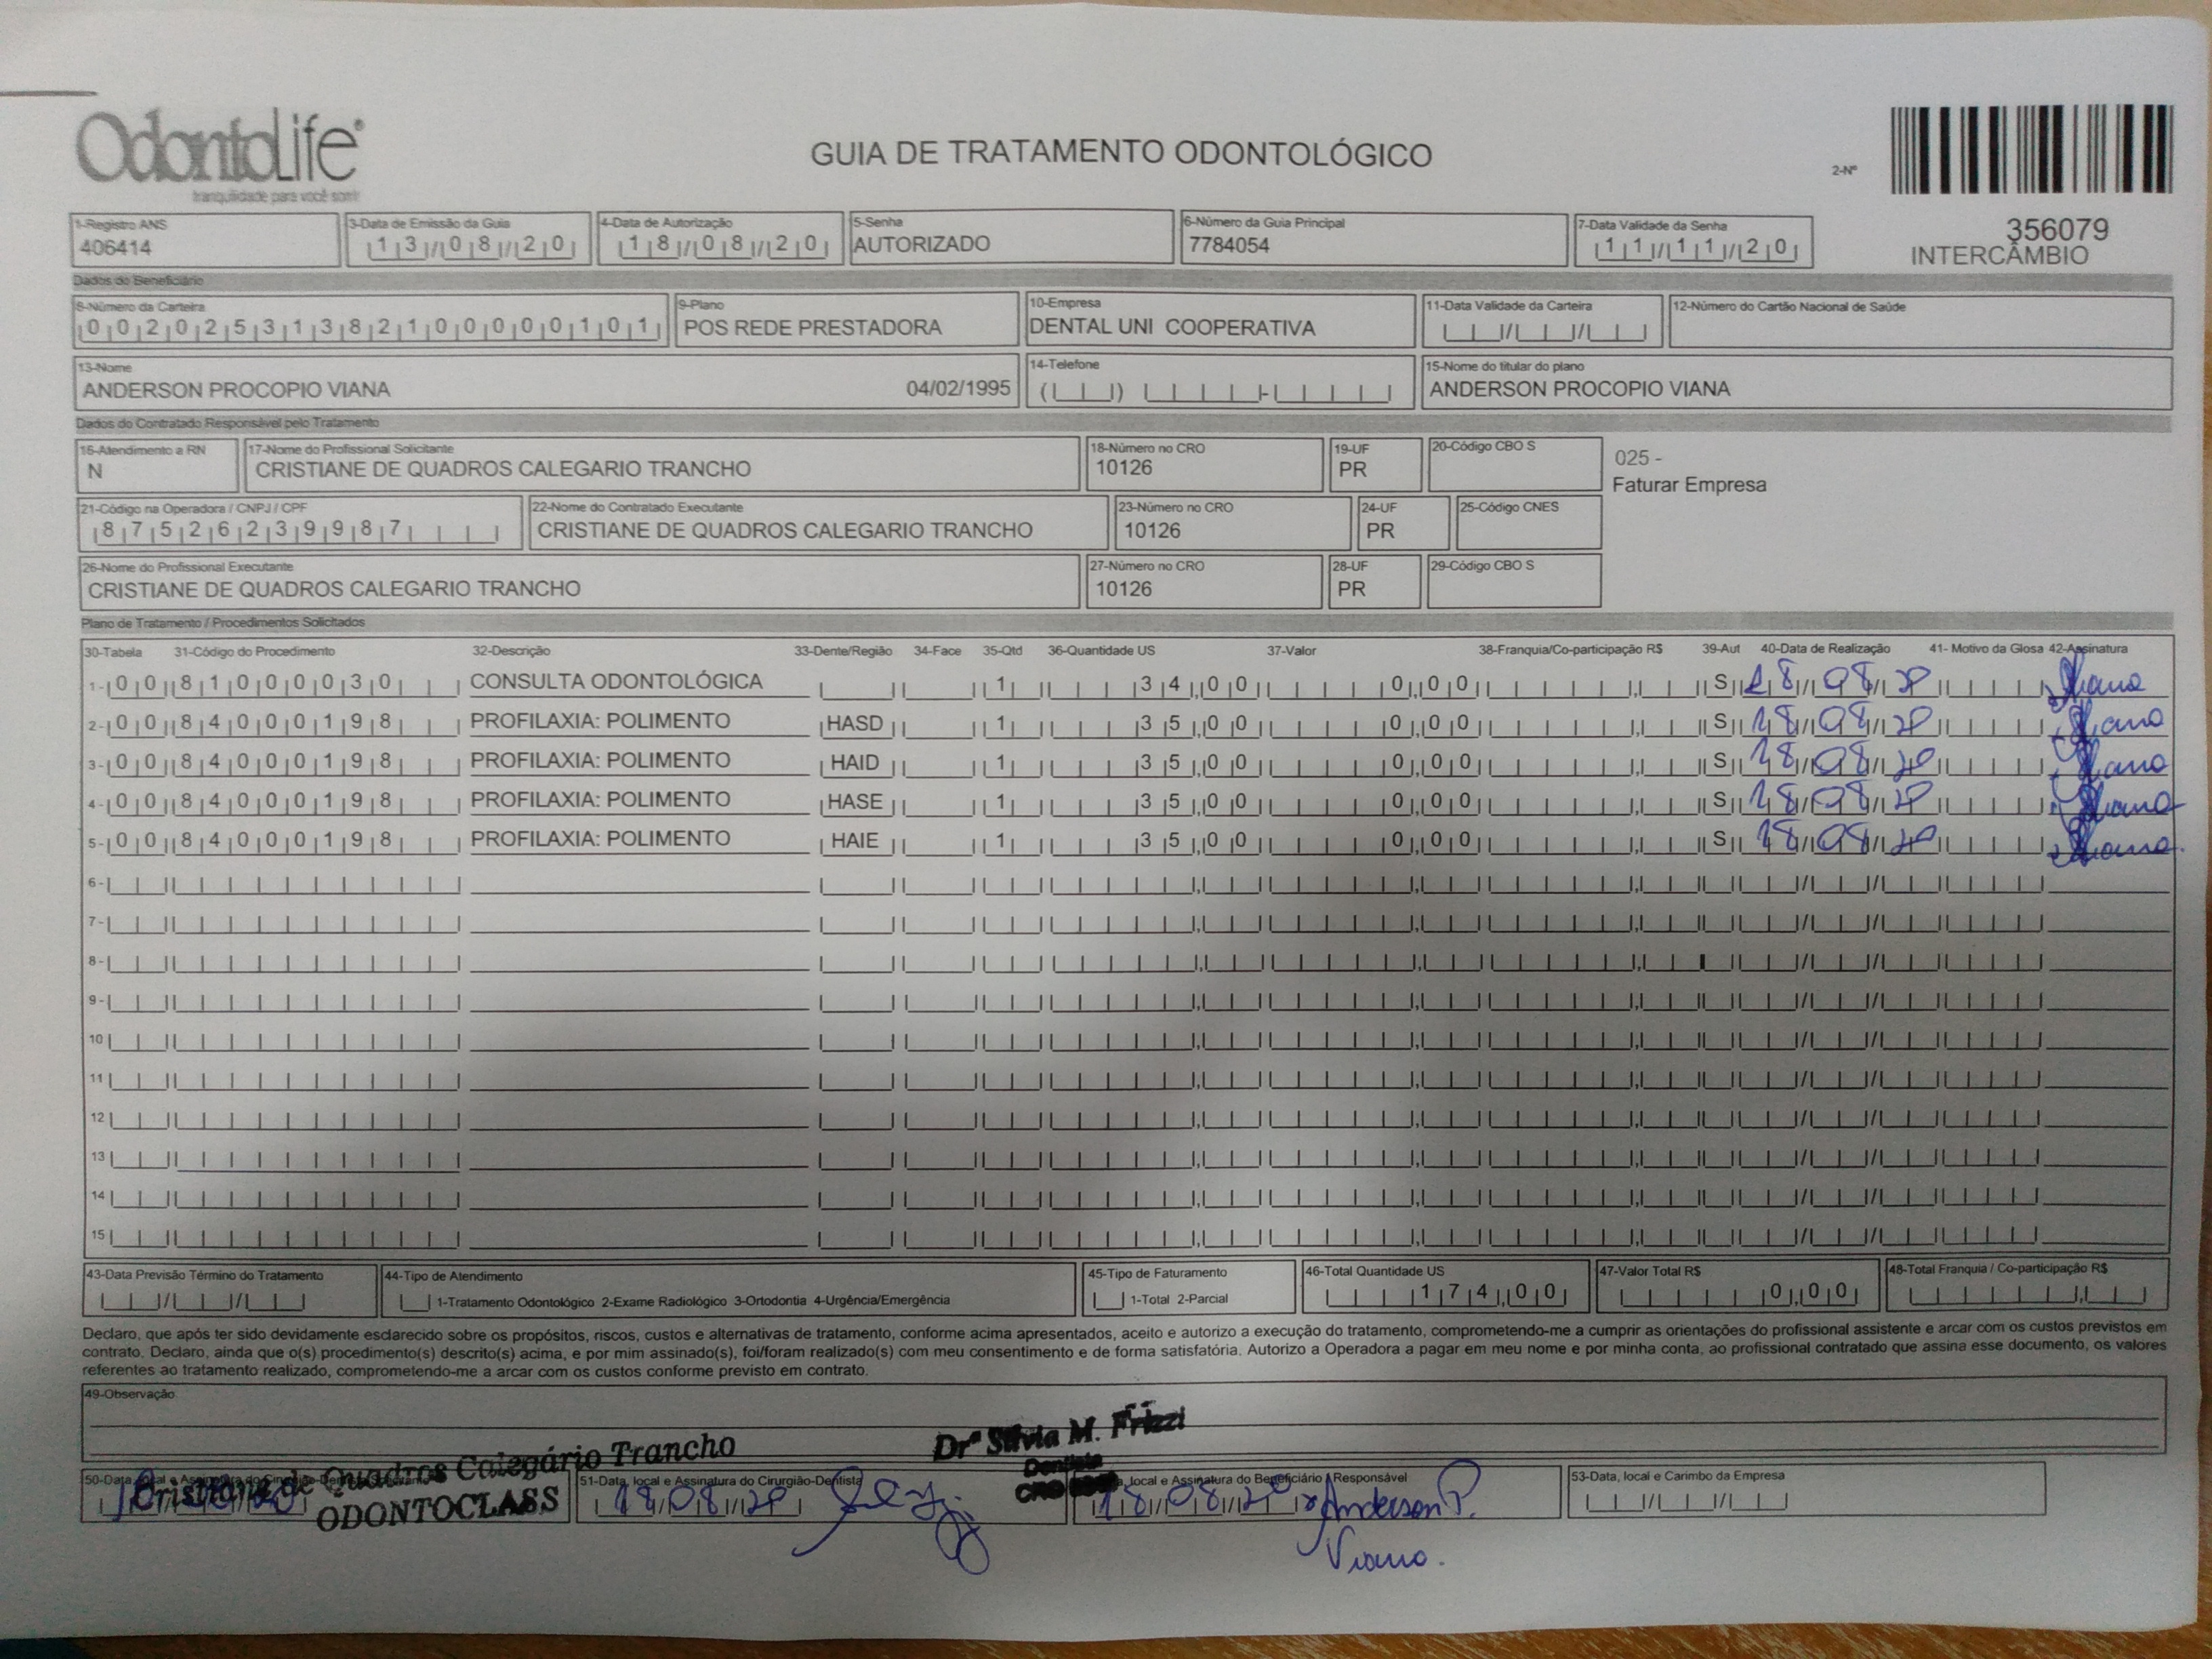 OdontoLife®
tranquilidade para você sorrir
GUIA DE TRATAMENTO ODONTOLÓGICO
2-Nº
356079
INTERCÂMBIO
1-Registro ANS
406414
3-Data de Emissão da Guia
13/08/20
4-Data de Autorização
18/08/20
5-Senha
AUTORIZADO
6-Número da Guia Principal
7784054
7-Data Validade da Senha
11/11/20
Dados do Beneficiário
8-Número da Carteira
00202531382100000101
9-Plano
POS REDE PRESTADORA
10-Empresa
DENTAL UNI COOPERATIVA
11-Data Validade da Carteira
12-Número do Cartão Nacional de Saúde
13-Nome
ANDERSON PROCOPIO VIANA 04/02/1995
14-Telefone
15-Nome do titular do plano
ANDERSON PROCOPIO VIANA
Dados do Contratado Responsável pelo Tratamento
16-Atendimento a RN
N
17-Nome do Profissional Solicitante
CRISTIANE DE QUADROS CALEGARIO TRANCHO
18-Número no CRO
10126
19-UF
PR
20-Código CBO S
025 -
Faturar Empresa
21-Código na Operadora / CNPJ / CPF
87526239987
22-Nome do Contratado Executante
CRISTIANE DE QUADROS CALEGARIO TRANCHO
23-Número no CRO
10126
24-UF
PR
25-Código CNES
26-Nome do Profissional Executante
CRISTIANE DE QUADROS CALEGARIO TRANCHO
27-Número no CRO
10126
28-UF
PR
29-Código CBO S
Plano de Tratamento / Procedimentos Solicitados
30-Tabela 31-Código do Procedimento 32-Descrição 33-Dente/Região 34-Face 35-Qtd 36-Quantidade US 37-Valor 38-Franquia/Co-participação R$ 39-Aut 40-Data de Realização 41- Motivo da Glosa 42-Assinatura
1- 00 81000030 CONSULTA ODONTOLÓGICA 1 34,00 0,00 S 18/08/20 Viana
2- 00 84000198 PROFILAXIA: POLIMENTO HASD 1 35,00 0,00 S 18/08/20 Viana
3- 00 84000198 PROFILAXIA: POLIMENTO HAID 1 35,00 0,00 S 18/08/20 Viana
4- 00 84000198 PROFILAXIA: POLIMENTO HASE 1 35,00 0,00 S 18/08/20 Viana
5- 00 84000198 PROFILAXIA: POLIMENTO HAIE 1 35,00 0,00 S 18/08/20 Viana
6-
7-
8-
9-
10
11
12
13
14
15
43-Data Previsão Término do Tratamento
44-Tipo de Atendimento
1-Tratamento Odontológico 2-Exame Radiológico 3-Ortodontia 4-Urgência/Emergência
45-Tipo de Faturamento
1-Total 2-Parcial
46-Total Quantidade US
174,00
47-Valor Total R$
0,00
48-Total Franquia / Co-participação R$
Declaro, que após ter sido devidamente esclarecido sobre os propósitos, riscos, custos e alternativas de tratamento, conforme acima apresentados, aceito e autorizo a execução do tratamento, comprometendo-me a cumprir as orientações do profissional assistente e arcar com os custos previstos em
contrato. Declaro, ainda que o(s) procedimento(s) descrito(s) acima, e por mim assinado(s), foi/foram realizado(s) com meu consentimento e de forma satisfatória. Autorizo a Operadora a pagar em meu nome e por minha conta, ao profissional contratado que assina esse documento, os valores
referentes ao tratamento realizado, comprometendo-me a arcar com os custos conforme previsto em contrato.
49-Observação
Cristiane de Quadros Calegário Trancho
ODONTOCLASS
Drª Silvia M. Frizzi
Dentista
CRO
51-Data, local e Assinatura do Cirurgião-Dentista
18/08/20
local e Assinatura do Beneficiário / Responsável
18/08/20 Anderson P.
Viana.
53-Data, local e Carimbo da Empresa